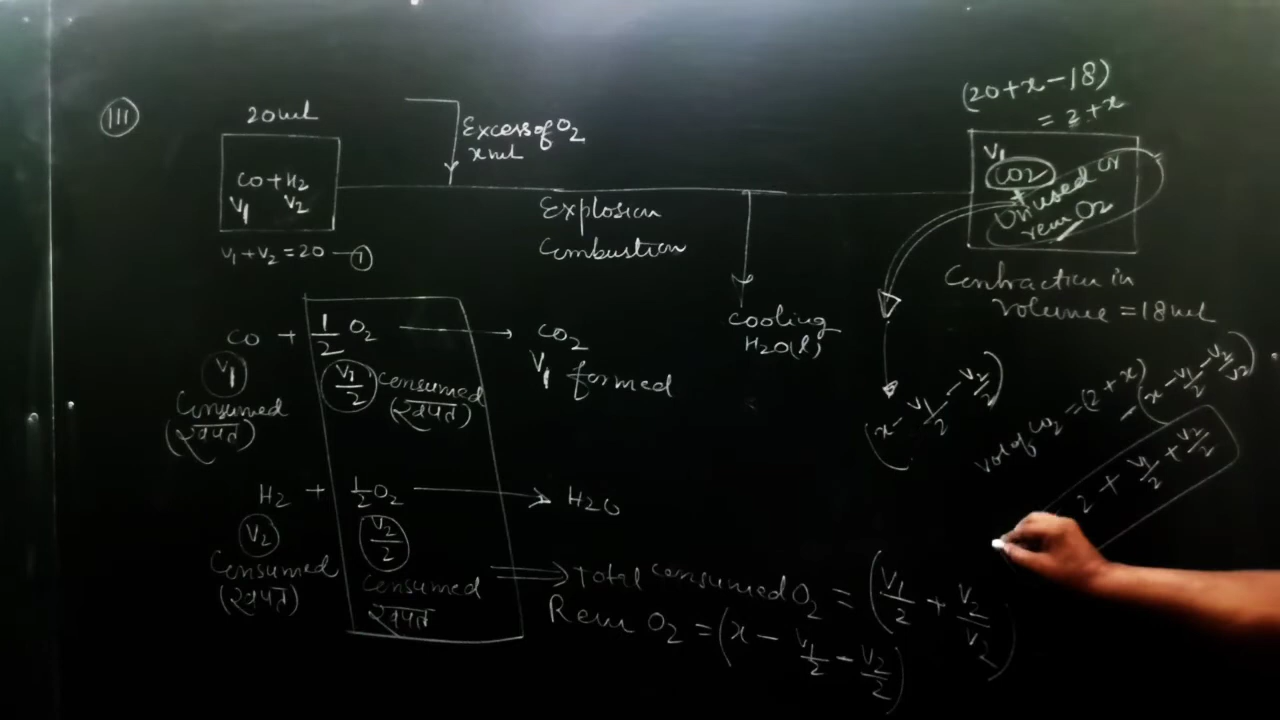 (III)
20ml
CO + H2
V1 V2
V1 + V2 = 20 — (1)
Excess of O2
x ml
Explosion
Combustion
cooling
H2O(l)
(20+x-18)
= 2+x
V1
CO2
+
Unused or
rem O2
Contraction in
volume = 18ml
CO + 1/2 O2 → CO2
V1 V1/2 consumed V1 formed
Consumed (खपत)
(खपत)
H2 + 1/2 O2 → H2O
V2 V2/2
Consumed consumed
(खपत) खपत
⇒ Total consumed O2 = (V1/2 + V2/V2)
Rem O2 = (x - V1/2 - V2/2)
(x - V1/2 - V2/2)
Vol of CO2 = (2+x)
- (x - V1/2 - V2/V2)
2 + V1/2 + V2/2